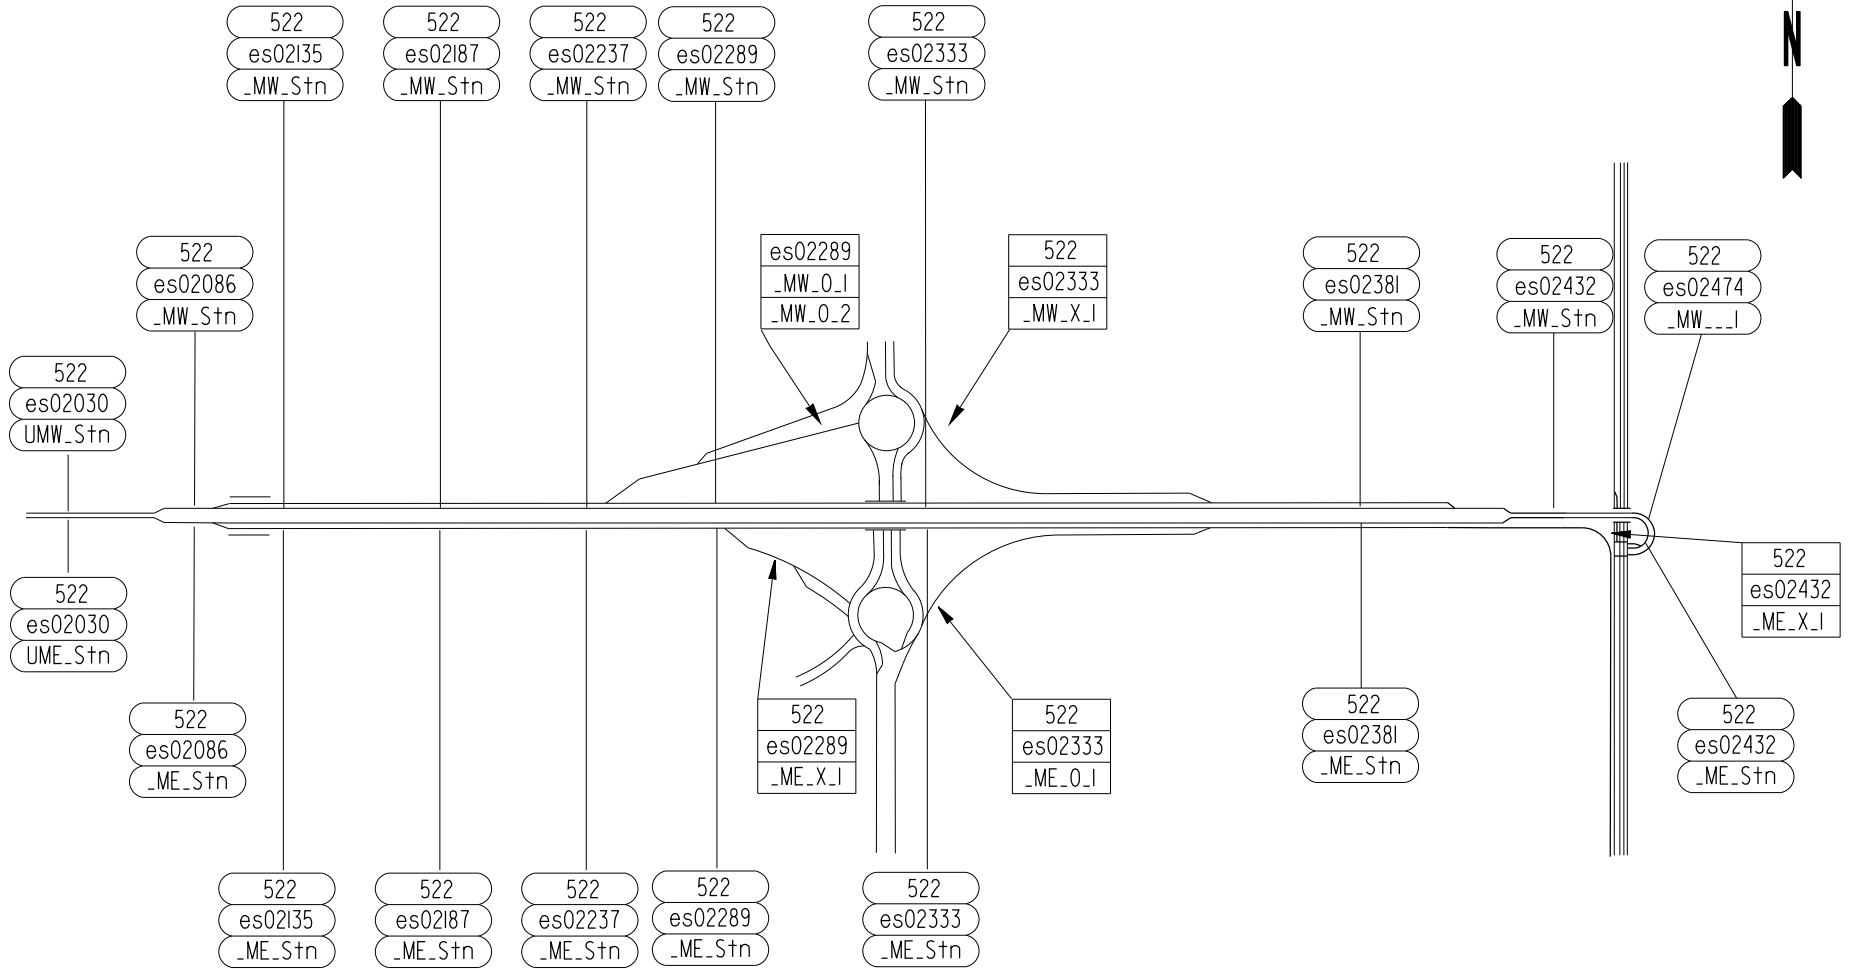 522
es02135
_MW_Stn
522
es02187
_MW_Stn
522
es02237
_MW_Stn
522
es02289
_MW_Stn
522
es02333
_MW_Stn
N
522
es02086
_MW_Stn
es02289
_MW_O_1
_MW_O_2
522
es02333
_MW_X_1
522
es02381
_MW_Stn
522
es02432
_MW_Stn
522
es02474
_MW___1
522
es02030
UMW_Stn
522
es02030
UME_Stn
522
es02432
_ME_X_1
522
es02086
_ME_Stn
522
es02289
_ME_X_1
522
es02333
_ME_O_1
522
es02381
_ME_Stn
522
es02432
_ME_Stn
522
es02135
_ME_Stn
522
es02187
_ME_Stn
522
es02237
_ME_Stn
522
es02289
_ME_Stn
522
es02333
_ME_Stn